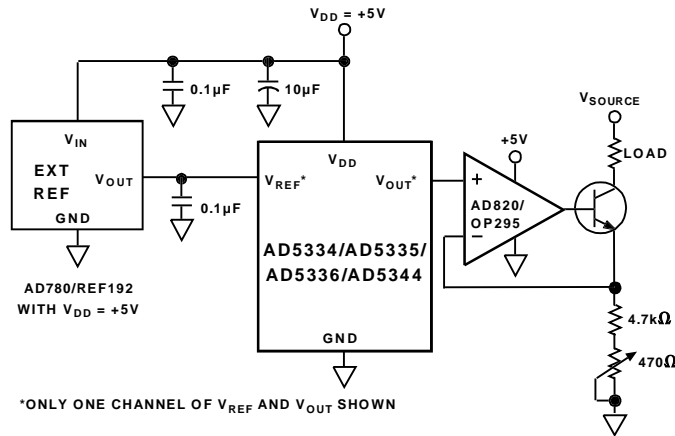 V_DD = +5V
0.1µF
10µF
V_SOURCE
LOAD
V_IN
EXT
REF
V_OUT
GND
0.1µF
V_DD
V_REF*
V_OUT*
AD5334/AD5335/
AD5336/AD5344
GND
+5V
+
AD820/
OP295
–
4.7kΩ
470Ω
AD780/REF192
WITH V_DD = +5V
*ONLY ONE CHANNEL OF V_REF AND V_OUT SHOWN